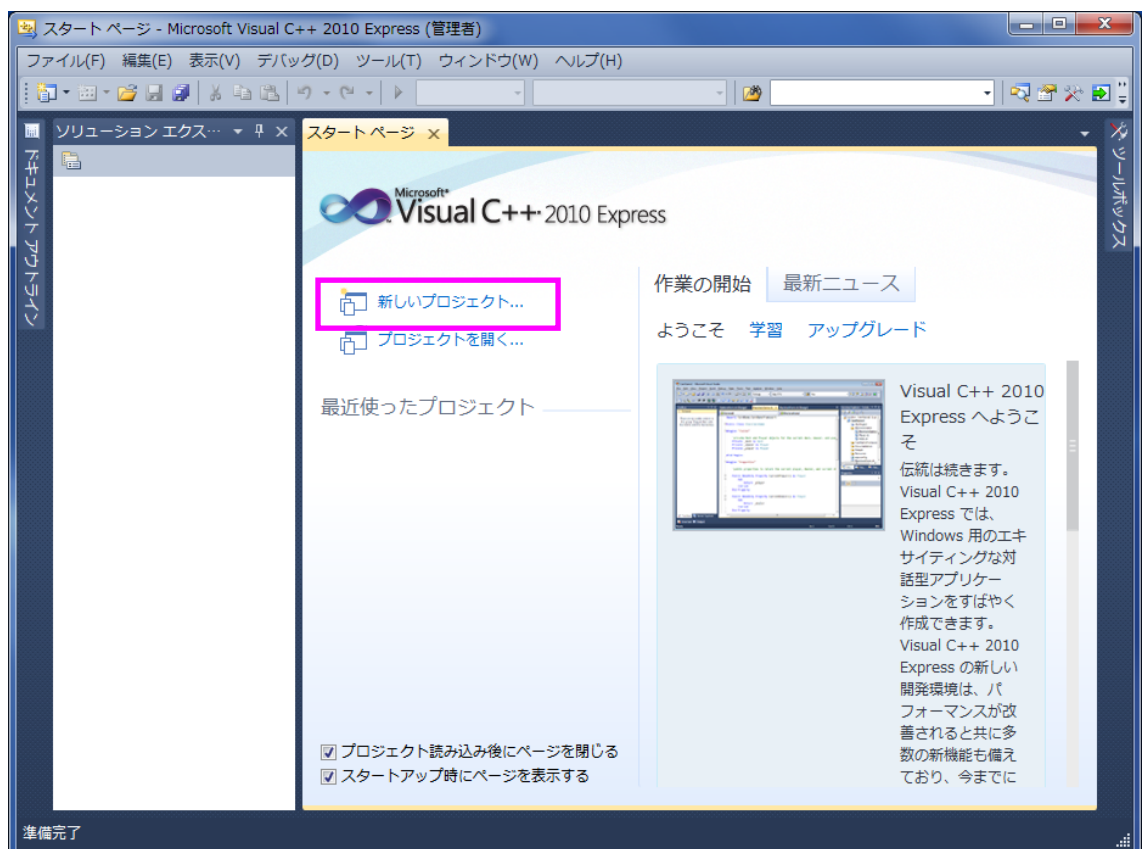 スタート ページ - Microsoft Visual C++ 2010 Express (管理者)
ファイル(F) 編集(E) 表示(V) デバッグ(D) ツール(T) ウィンドウ(W) ヘルプ(H)
ドキュメント アウトライン
ソリューション エクス…
スタート ページ
ツールボックス
Microsoft
Visual C++ 2010 Express
新しいプロジェクト...
プロジェクトを開く...
最近使ったプロジェクト
プロジェクト読み込み後にページを閉じる
スタートアップ時にページを表示する
作業の開始 最新ニュース
ようこそ 学習 アップグレード
Visual C++ 2010
Express へようこ
そ
伝統は続きます。
Visual C++ 2010
Express では、
Windows 用のエキ
サイティングな対
話型アプリケー
ションをすばやく
作成できます。
Visual C++ 2010
Express の新しい
開発環境は、パ
フォーマンスが改
善されると共に多
数の新機能も備え
ており、今までに
準備完了